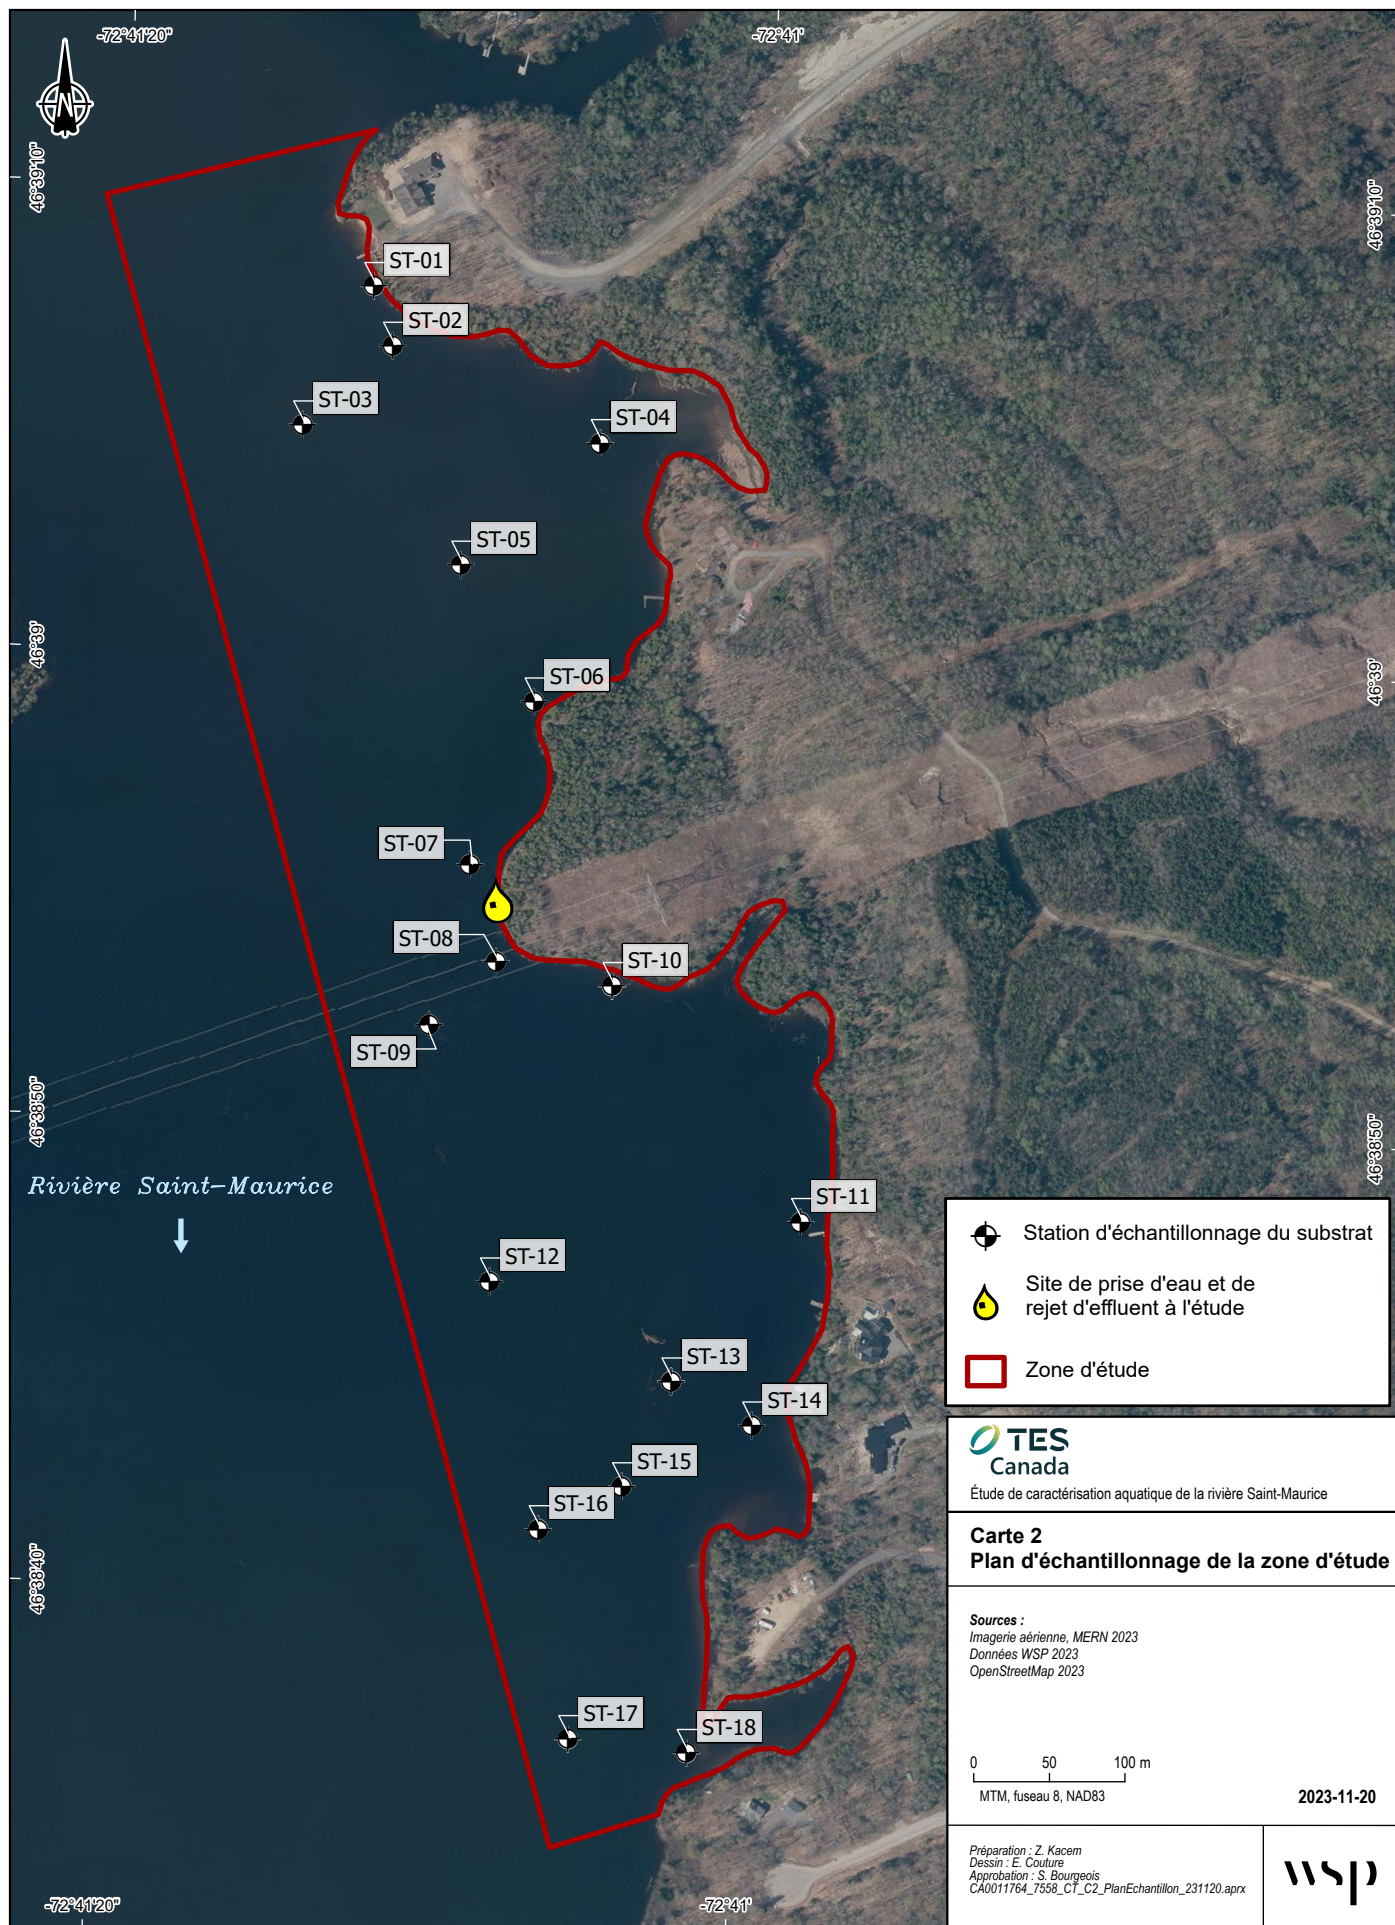 -72°41'20"
-72°41'
N
46°39'10"
46°39'10"
ST-01
ST-02
ST-03
ST-04
ST-05
46°39'
46°39'
ST-06
ST-07
ST-08
ST-10
ST-09
46°38'50"
46°38'50"
Rivière Saint-Maurice
ST-11
ST-12
ST-13
ST-14
ST-15
ST-16
46°38'40"
ST-17
ST-18
-72°41'20"
-72°41'
Station d'échantillonnage du substrat
Site de prise d'eau et de
rejet d'effluent à l'étude
Zone d'étude
TES
Canada
Étude de caractérisation aquatique de la rivière Saint-Maurice
Carte 2
Plan d'échantillonnage de la zone d'étude
Sources :
Imagerie aérienne, MERN 2023
Données WSP 2023
OpenStreetMap 2023
0 50 100 m
MTM, fuseau 8, NAD83
2023-11-20
Préparation : Z. Kacem
Dessin : E. Couture
Approbation : S. Bourgeois
CA0011764_7558_CT_C2_PlanEchantillon_231120.aprx
wsp